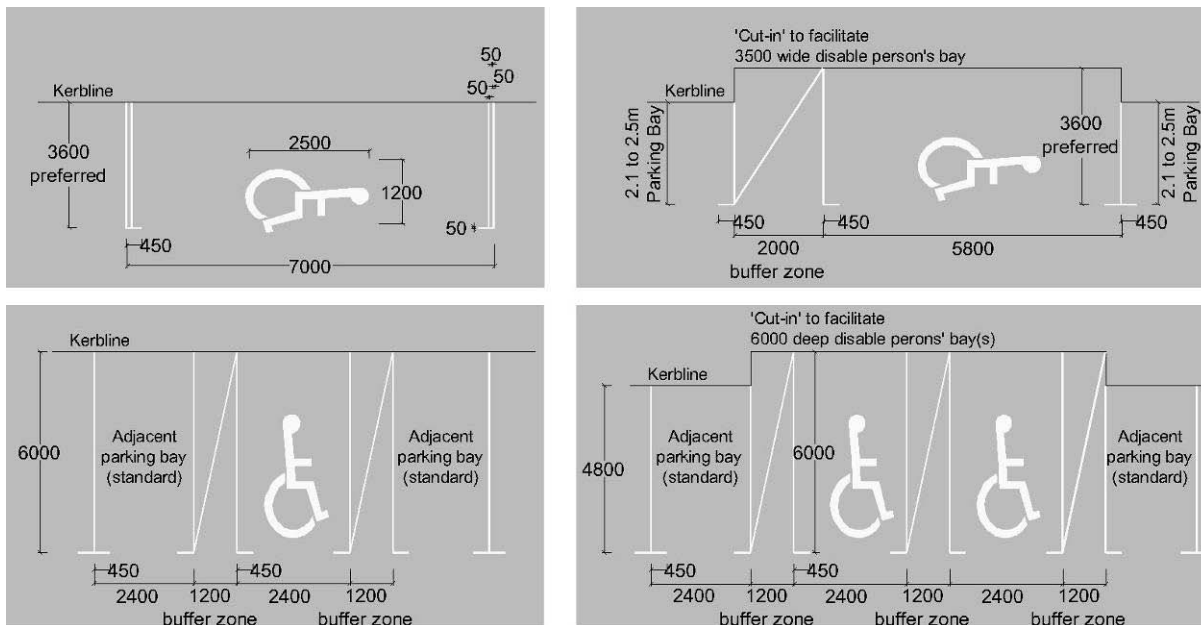 50
50
50
Kerbline
3600
preferred
2500
1200
50
450
7000
'Cut-in' to facilitate
3500 wide disable person's bay
Kerbline
2.1 to 2.5m
Parking Bay
3600
preferred
2.1 to 2.5m
Parking Bay
450
450
450
2000
5800
buffer zone
Kerbline
6000
Adjacent
parking bay
(standard)
Adjacent
parking bay
(standard)
450
450
2400
1200
2400
1200
buffer zone
buffer zone
'Cut-in' to facilitate
6000 deep disable perons' bay(s)
Kerbline
4800
Adjacent
parking bay
(standard)
6000
Adjacent
parking bay
(standard)
450
450
2400
1200
2400
1200
2400
1200
buffer zone
buffer zone
buffer zone